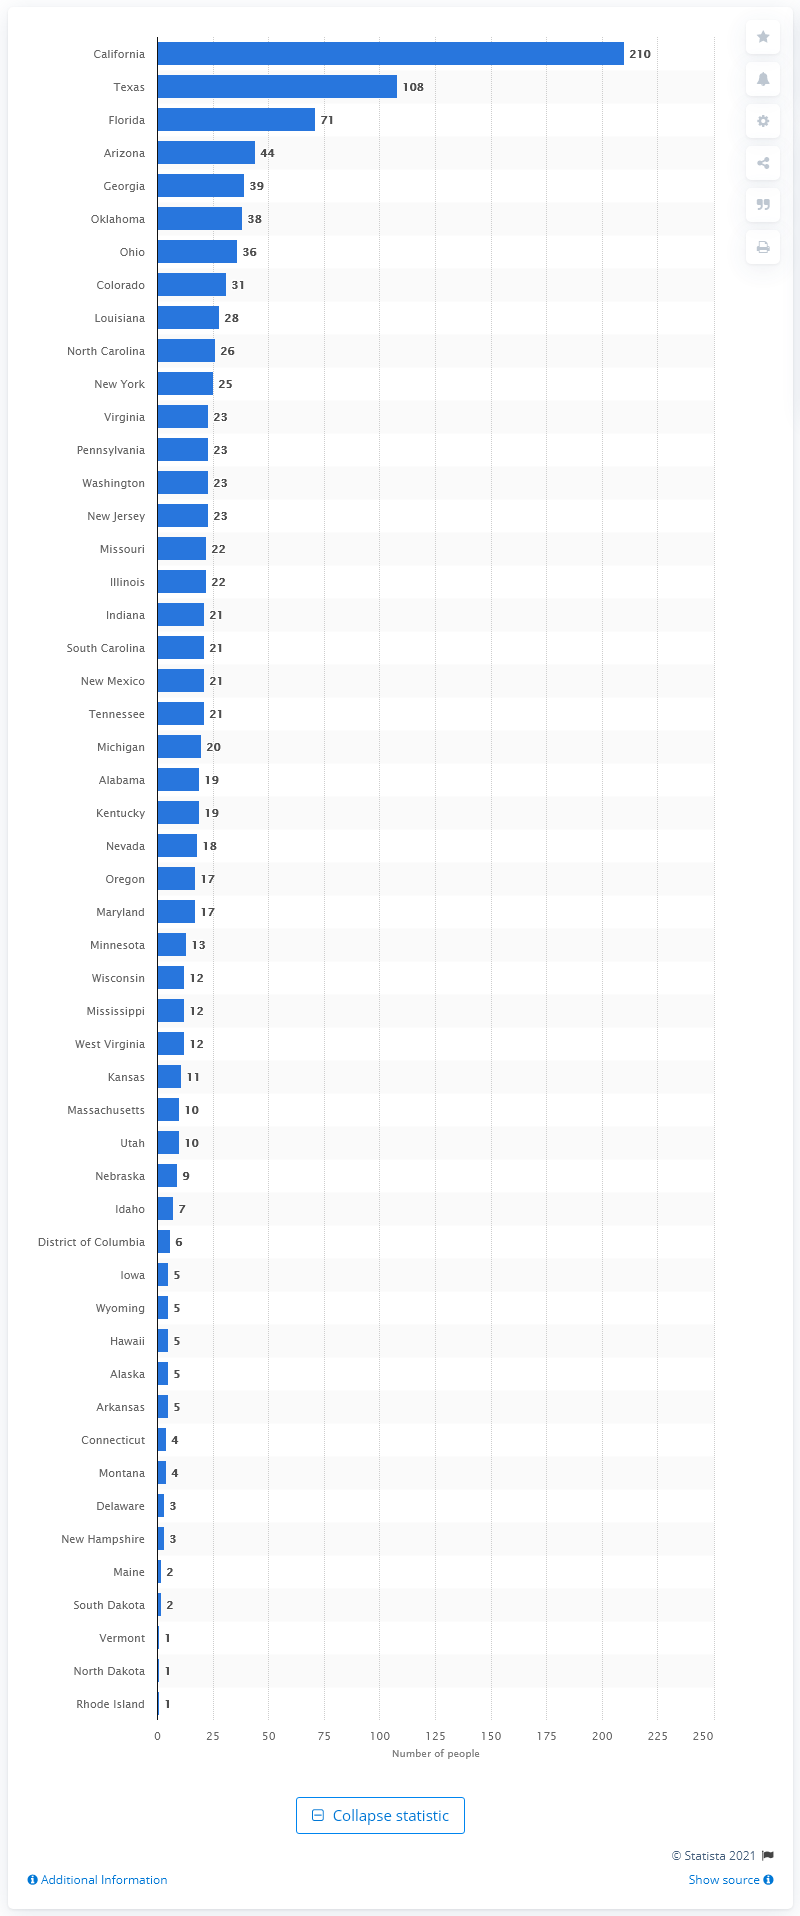 California 210
Texas 108
Florida 71
Arizona 44
Georgia 39
Oklahoma 38
Ohio 36
Colorado 31
Louisiana 28
North Carolina 26
New York 25
Virginia 23
Pennsylvania 23
Washington 23
New Jersey 23
Missouri 22
Illinois 22
Indiana 21
South Carolina 21
New Mexico 21
Tennessee 21
Michigan 20
Alabama 19
Kentucky 19
Nevada 18
Oregon 17
Maryland 17
Minnesota 13
Wisconsin 12
Mississippi 12
West Virginia 12
Kansas 11
Massachusetts 10
Utah 10
Nebraska 9
Idaho 7
District of Columbia 6
Iowa 5
Wyoming 5
Hawaii 5
Alaska 5
Arkansas 5
Connecticut 4
Montana 4
Delaware 3
New Hampshire 3
Maine 2
South Dakota 2
Vermont 1
North Dakota 1
Rhode Island 1
0 25 50 75 100 125 150 175 200 225 250
Number of people
Collapse statistic
© Statista 2021
Additional Information Show source